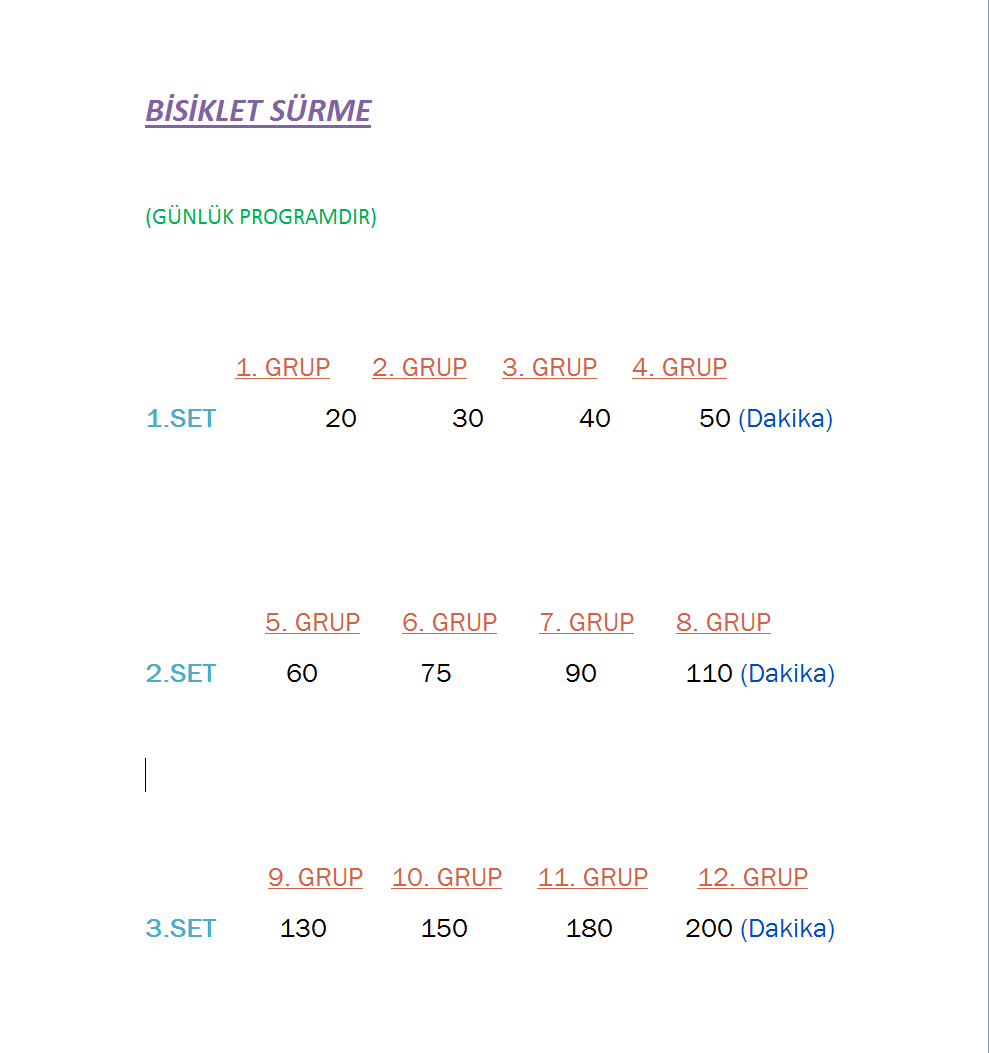 BİSİKLET SÜRME
(GÜNLÜK PROGRAMDIR)
1. GRUP 2. GRUP 3. GRUP 4. GRUP
1.SET 20 30 40 50 (Dakika)
5. GRUP 6. GRUP 7. GRUP 8. GRUP
2.SET 60 75 90 110 (Dakika)
9. GRUP 10. GRUP 11. GRUP 12. GRUP
3.SET 130 150 180 200 (Dakika)